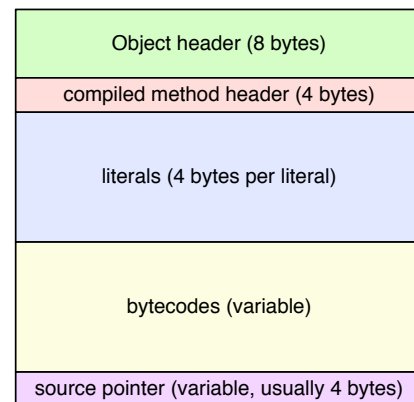 Object header (8 bytes)
compiled method header (4 bytes)
literals (4 bytes per literal)
bytecodes (variable)
source pointer (variable, usually 4 bytes)